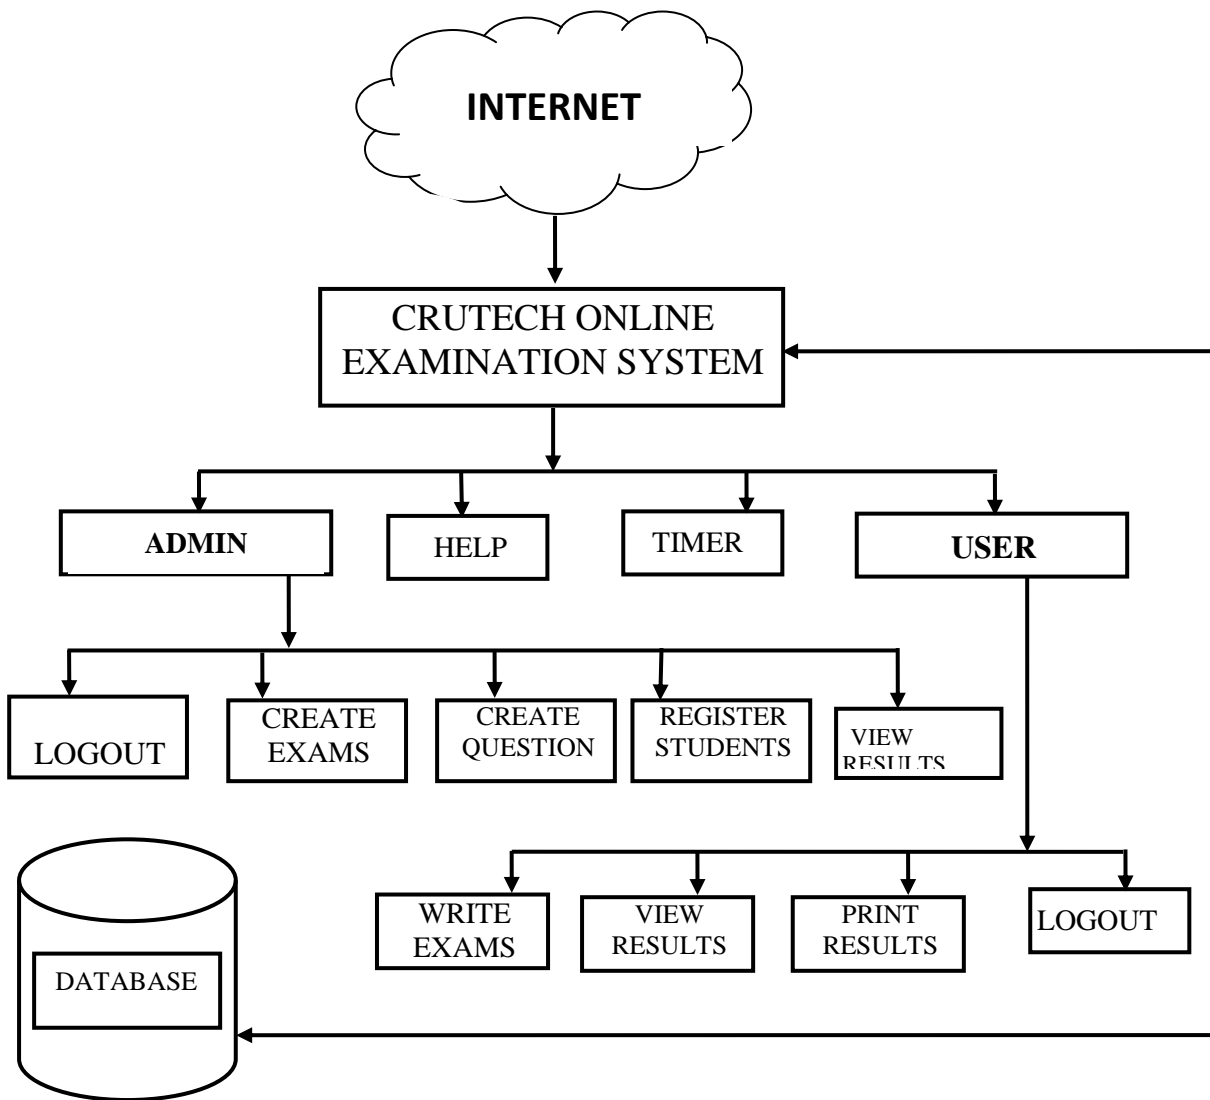 INTERNET
CRUTECH ONLINE
EXAMINATION SYSTEM
ADMIN
HELP
TIMER
USER
LOGOUT
CREATE
EXAMS
CREATE
QUESTION
REGISTER
STUDENTS
VIEW
RESULTS
WRITE
EXAMS
VIEW
RESULTS
PRINT
RESULTS
LOGOUT
DATABASE